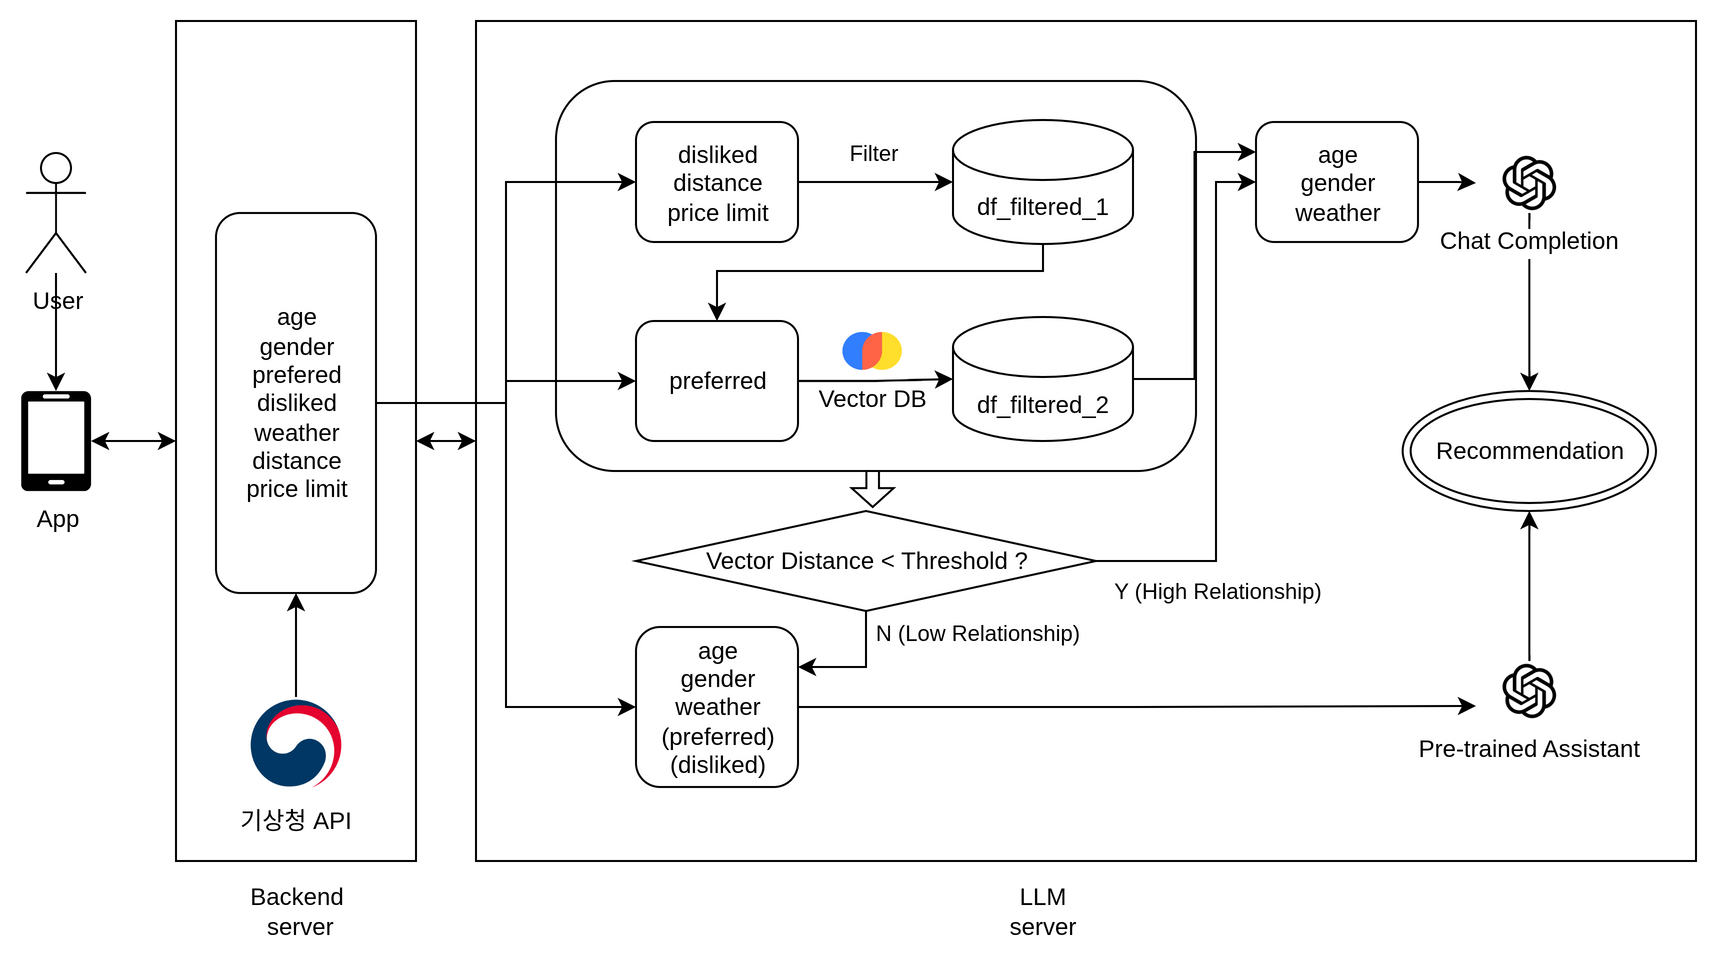 User
App
age
gender
prefered
disliked
weather
distance
price limit
기상청 API
Backend
server
disliked
distance
price limit
Filter
df_filtered_1
preferred
Vector DB
df_filtered_2
Vector Distance < Threshold ?
Y (High Relationship)
N (Low Relationship)
age
gender
weather
(preferred)
(disliked)
age
gender
weather
Chat Completion
Recommendation
Pre-trained Assistant
LLM
server